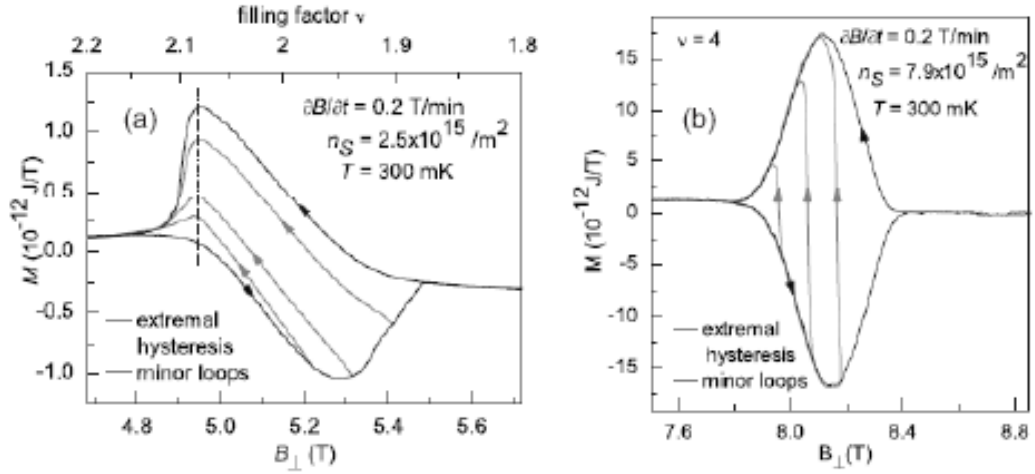 filling factor ν
2.2 2.1 2 1.9 1.8
(a)
∂B/∂t = 0.2 T/min
n_S = 2.5x10^15 /m^2
T = 300 mK
M (10^-12 J/T)
1.5
1.0
0.5
0.0
-0.5
-1.0
extremal
hysteresis
minor loops
4.8 5.0 5.2 5.4 5.6
B⊥ (T)
ν = 4
(b)
∂B/∂t = 0.2 T/min
n_S = 7.9x10^15 /m^2
T = 300 mK
M (10^-12 J/T)
15
10
5
0
-5
-10
-15
extremal
hysteresis
minor loops
7.6 8.0 8.4 8.8
B⊥(T)